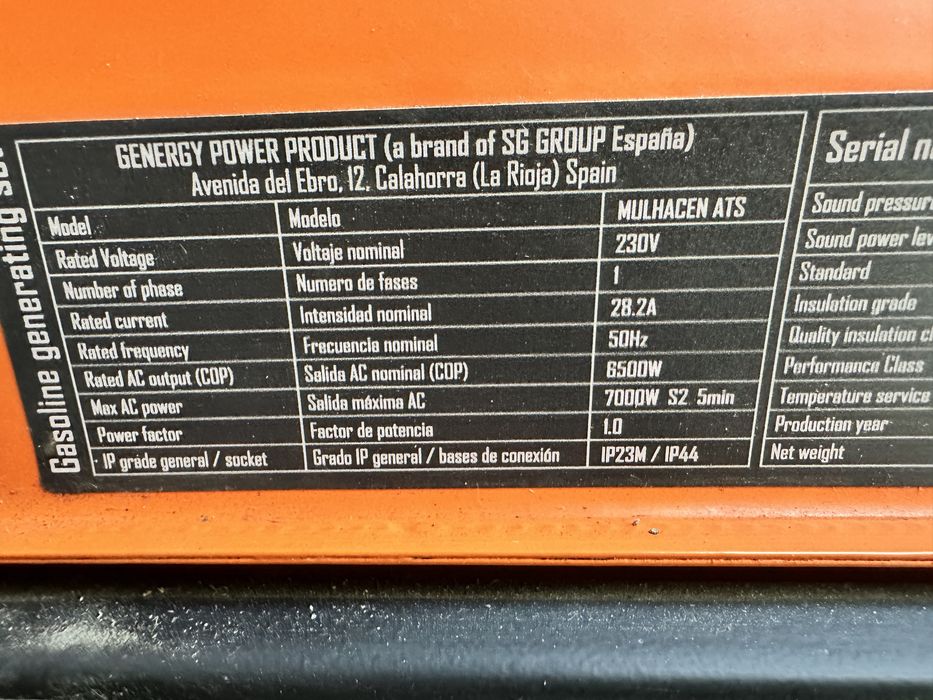 Gasoline generating set
GENERGY POWER PRODUCT (a brand of SG GROUP España)
Avenida del Ebro, 12, Calahorra (La Rioja) Spain
Model Modelo MULHACEN ATS
Rated Voltage Voltaje nominal 230V
Number of phase Numero de fases 1
Rated current Intensidad nominal 28.2A
Rated frequency Frecuencia nominal 50Hz
Rated AC output (COP) Salida AC nominal (COP) 6500W
Max AC power Salida máxima AC 7000W S2 5min
Power factor Factor de potencia 1.0
IP grade general / socket Grado IP general / bases de conexión IP23M / IP44
Serial
Sound pressure
Sound power
Standard
Insulation grade
Quality insulation
Performance Class
Temperature service
Production year
Net weight